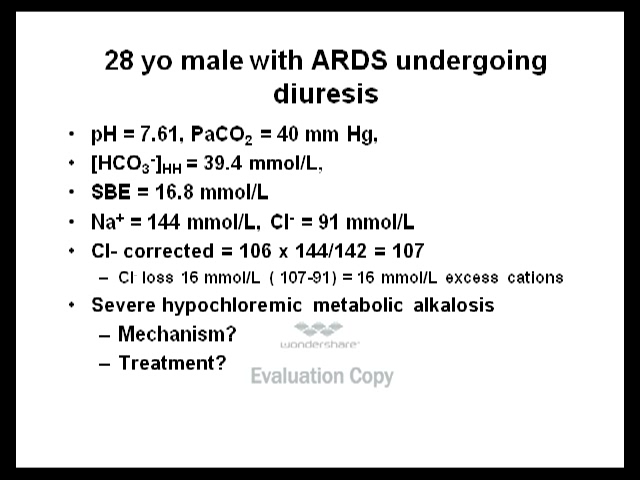 28 yo male with ARDS undergoing
diuresis
• pH = 7.61, PaCO₂ = 40 mm Hg,
• [HCO₃⁻]HH = 39.4 mmol/L,
• SBE = 16.8 mmol/L
• Na⁺ = 144 mmol/L, Cl⁻ = 91 mmol/L
• Cl- corrected = 106 x 144/142 = 107
– Cl⁻ loss 16 mmol/L ( 107-91) = 16 mmol/L excess cations
• Severe hypochloremic metabolic alkalosis
– Mechanism?
wondershare
– Treatment?
Evaluation Copy